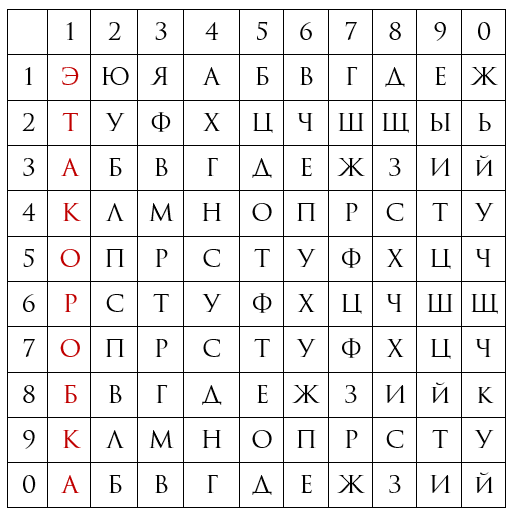 1 2 3 4 5 6 7 8 9 0
1 Э Ю Я А Б В Г Д Е Ж
2 Т У Ф Х Ц Ч Ш Щ Ы Ь
3 А Б В Г Д Е Ж З И Й
4 К Л М Н О П Р С Т У
5 О П Р С Т У Ф Х Ц Ч
6 Р С Т У Ф Х Ц Ч Ш Щ
7 О П Р С Т У Ф Х Ц Ч
8 Б В Г Д Е Ж З И Й К
9 К Л М Н О П Р С Т У
0 А Б В Г Д Е Ж З И Й